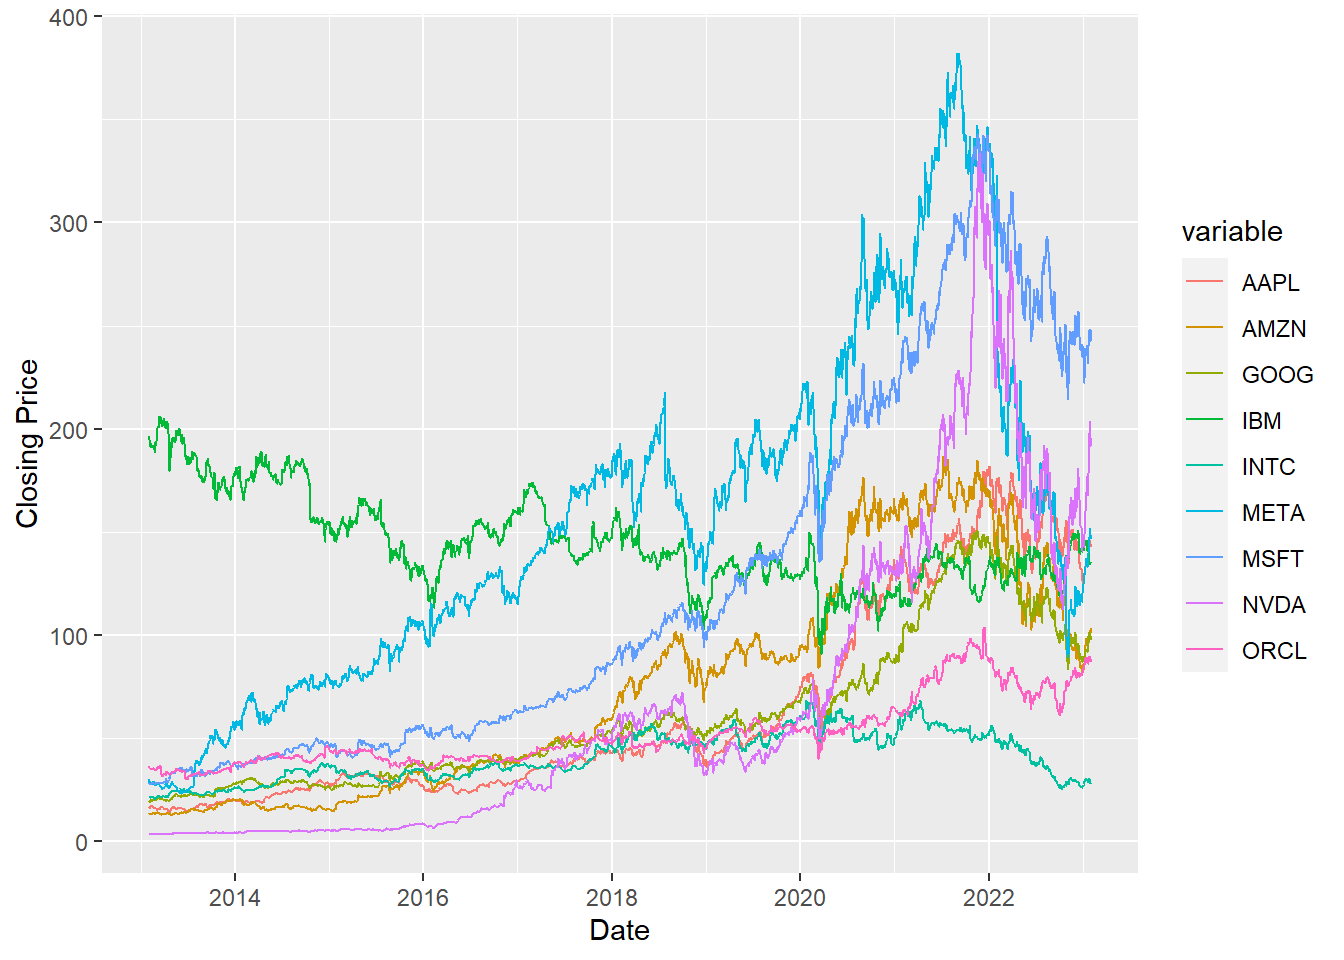 Closing Price
400
300
200
100
0
2014 2016 2018 2020 2022
Date
variable
AAPL
AMZN
GOOG
IBM
INTC
META
MSFT
NVDA
ORCL